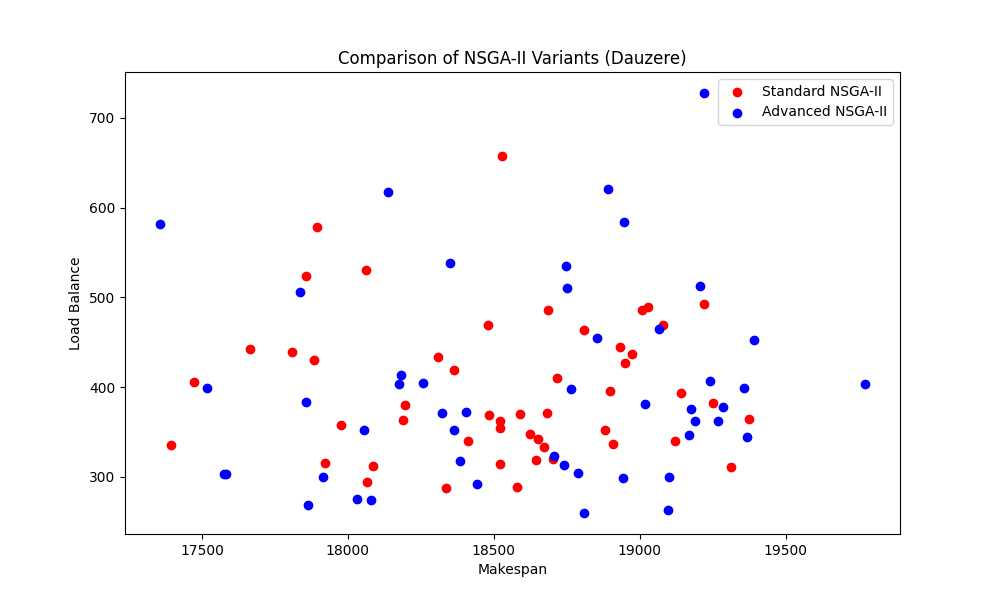 Comparison of NSGA-II Variants (Dauzere)
Standard NSGA-II
Advanced NSGA-II
Load Balance
700
600
500
400
300
17500 18000 18500 19000 19500
Makespan